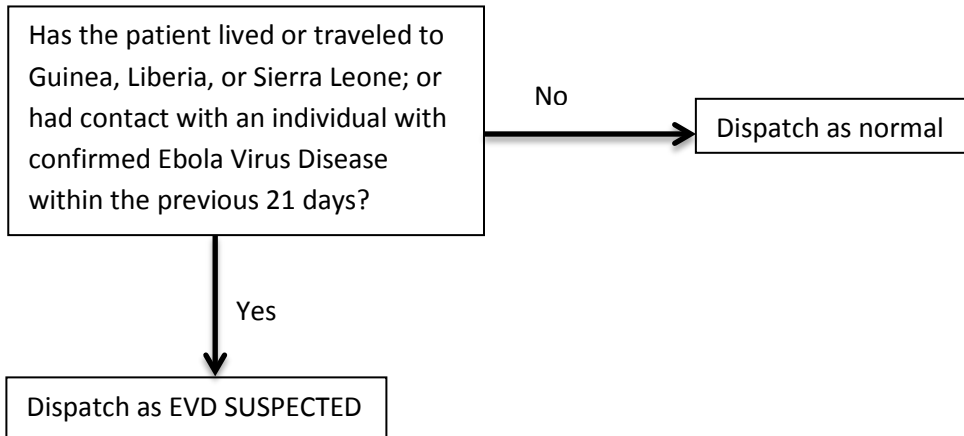 Has the patient lived or traveled to
Guinea, Liberia, or Sierra Leone; or
had contact with an individual with
confirmed Ebola Virus Disease
within the previous 21 days?
No
Dispatch as normal
Yes
Dispatch as EVD SUSPECTED